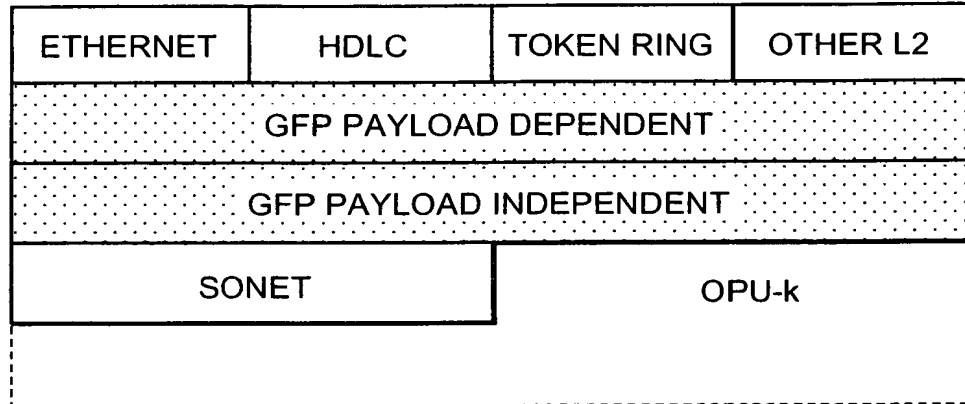 ETHERNET HDLC TOKEN RING OTHER L2
GFP PAYLOAD DEPENDENT
GFP PAYLOAD INDEPENDENT
SONET OPU-k